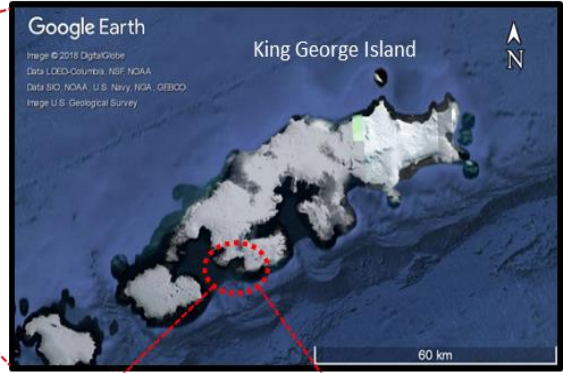 Google Earth
Image © 2018 DigitalGlobe
Data LDEO-Columbia, NSF, NOAA
Data SIO, NOAA, U.S. Navy, NGA, GEBCO
Image U.S. Geological Survey
King George Island
N
60 km